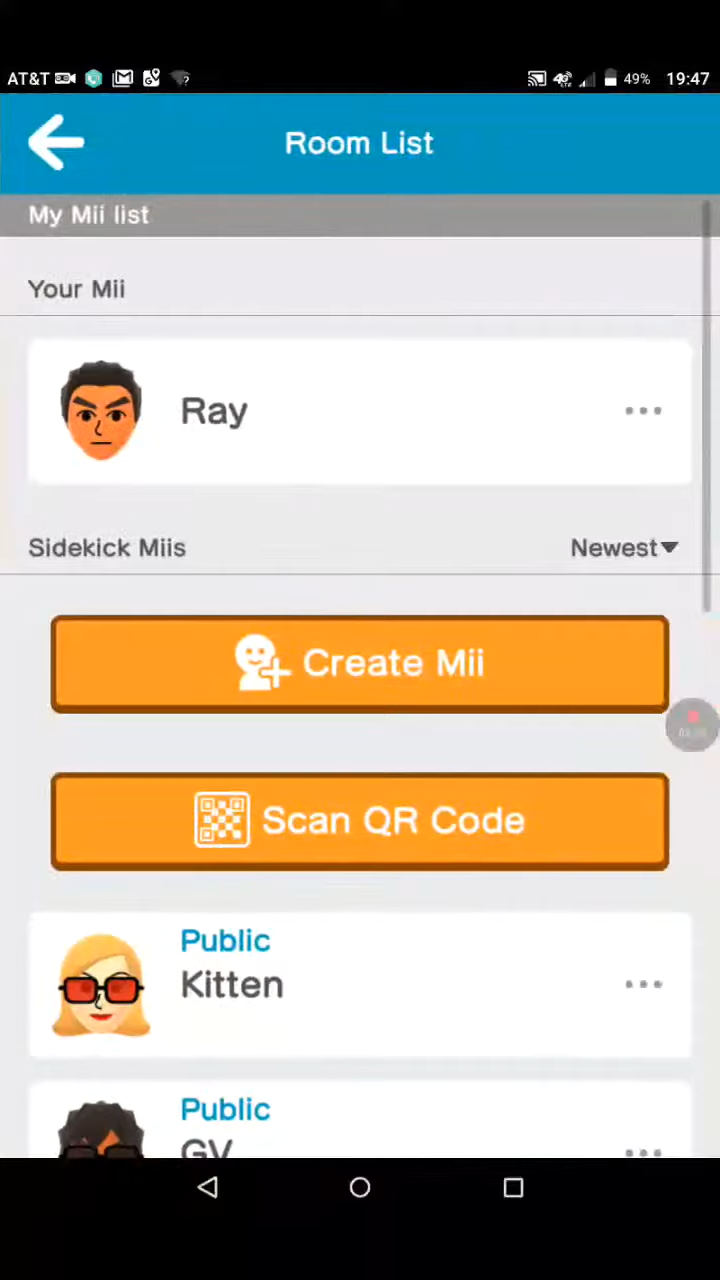 AT&T 49% 19:47
Room List
My Mii list
Your Mii
Ray
Sidekick Miis Newest
Create Mii
Scan QR Code
Public
Kitten
Public
GV